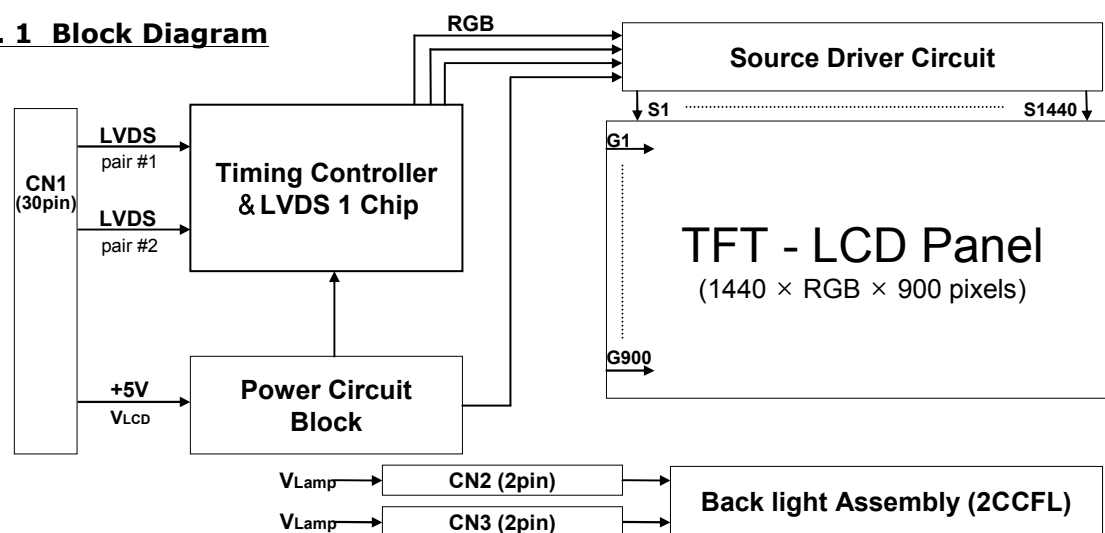 . 1 Block Diagram
RGB
Source Driver Circuit
S1
S1440
CN1
(30pin)
LVDS
pair #1
LVDS
pair #2
Timing Controller
&LVDS 1 Chip
G1
TFT - LCD Panel
(1440 × RGB × 900 pixels)
G900
+5V
VLCD
Power Circuit
Block
VLamp
CN2 (2pin)
VLamp
CN3 (2pin)
Back light Assembly (2CCFL)